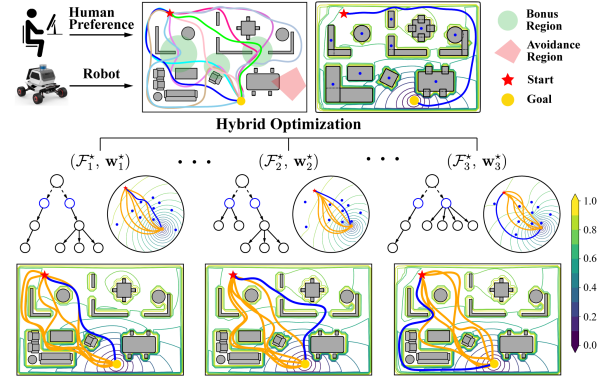 Human
Preference
Robot
Bonus
Region
Avoidance
Region
Start
Goal
Hybrid Optimization
(ℱ₁*, w₁*) • • • (ℱ₂*, w₂*) • • • (ℱ₃*, w₃*)
1.0
0.8
0.6
0.4
0.2
0.0